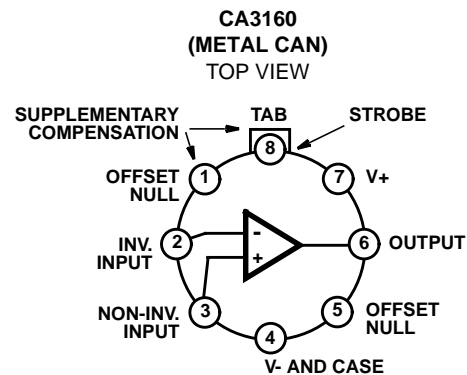 CA3160
(METAL CAN)
TOP VIEW
SUPPLEMENTARY
COMPENSATION
TAB
STROBE
8
OFFSET
NULL
1
7
V+
INV.
INPUT
2
-
+
6
OUTPUT
NON-INV.
INPUT
3
5
OFFSET
NULL
4
V- AND CASE